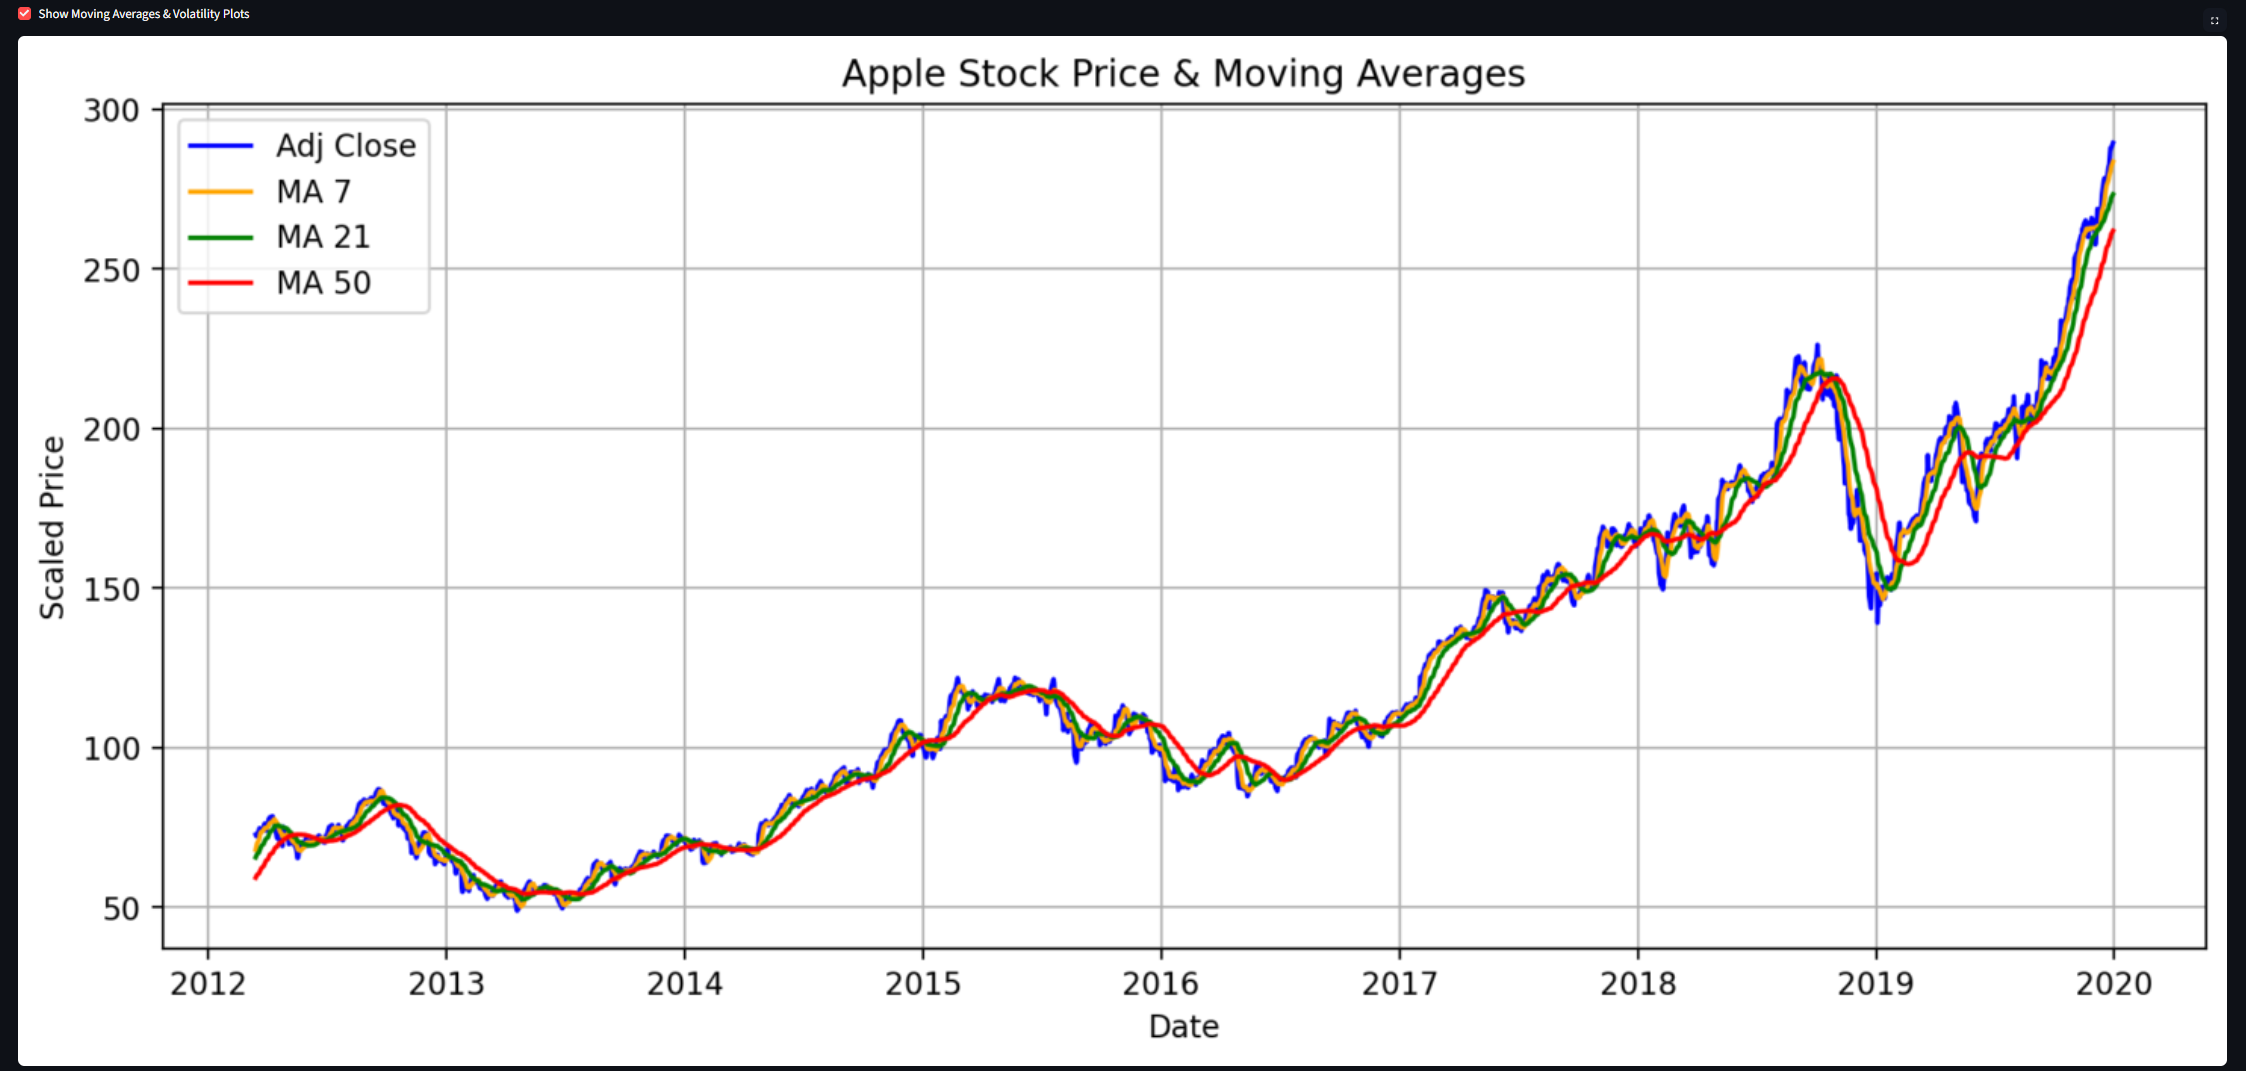 Show Moving Averages & Volatility Plots
Apple Stock Price & Moving Averages
300
250
200
150
100
50
Scaled Price
Adj Close
MA 7
MA 21
MA 50
2012 2013 2014 2015 2016 2017 2018 2019 2020
Date